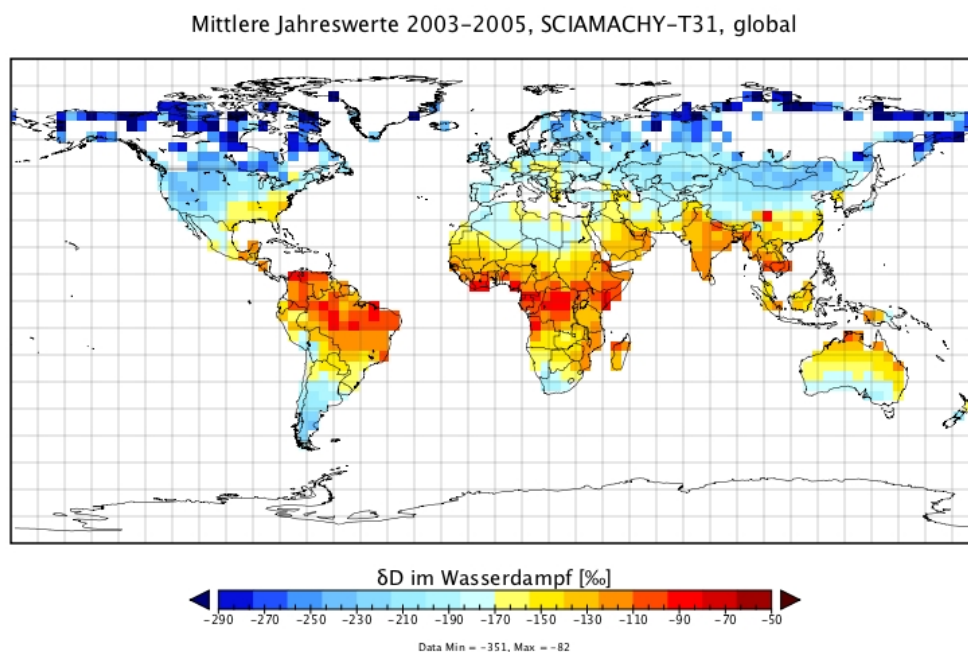 Mittlere Jahreswerte 2003–2005, SCIAMACHY-T31, global
δD im Wasserdampf [‰]
−290 −270 −250 −230 −210 −190 −170 −150 −130 −110 −90 −70 −50
Data Min = −351, Max = −82